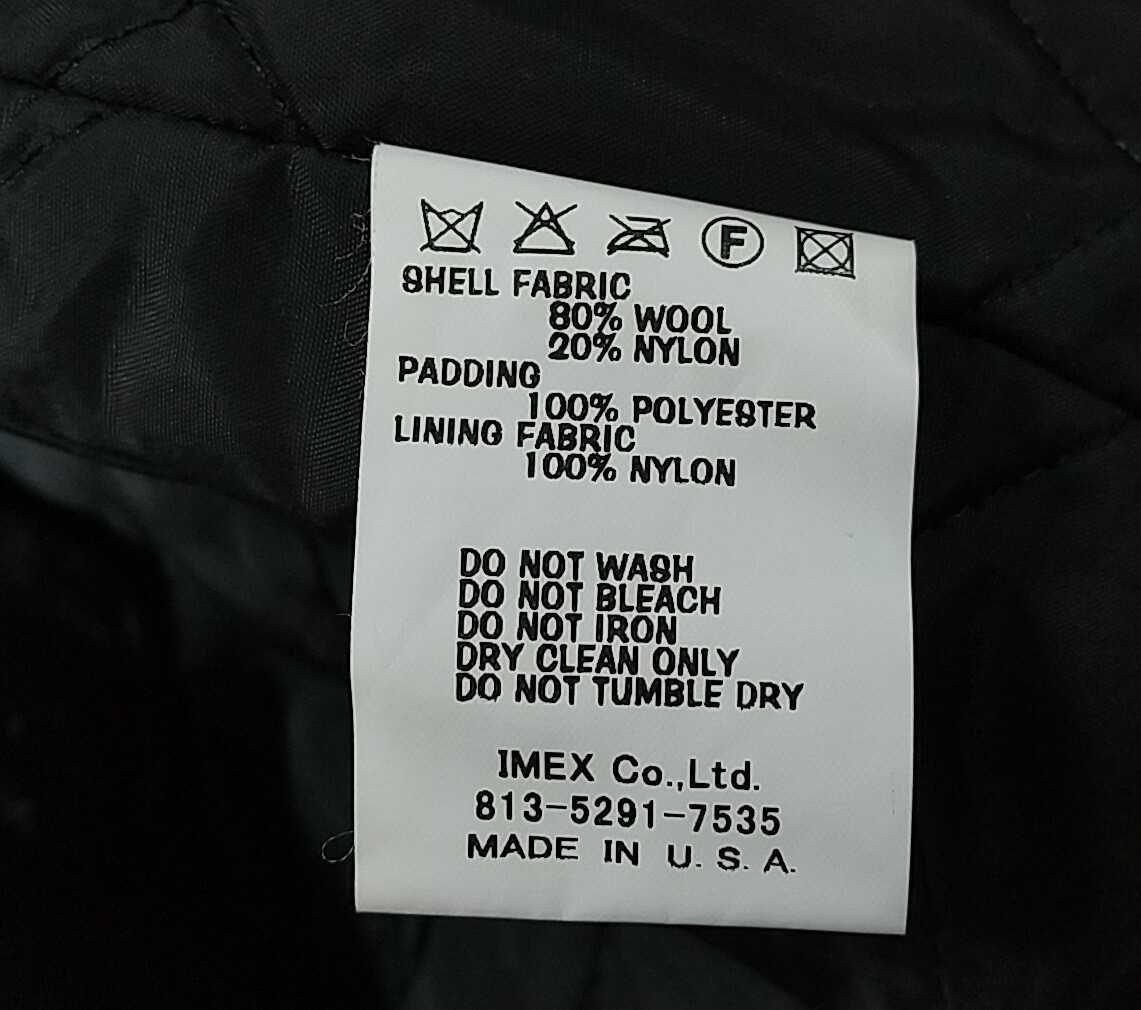 F
SHELL FABRIC
80% WOOL
20% NYLON
PADDING
100% POLYESTER
LINING FABRIC
100% NYLON
DO NOT WASH
DO NOT BLEACH
DO NOT IRON
DRY CLEAN ONLY
DO NOT TUMBLE DRY
IMEX Co.,Ltd.
813-5291-7535
MADE IN U.S.A.